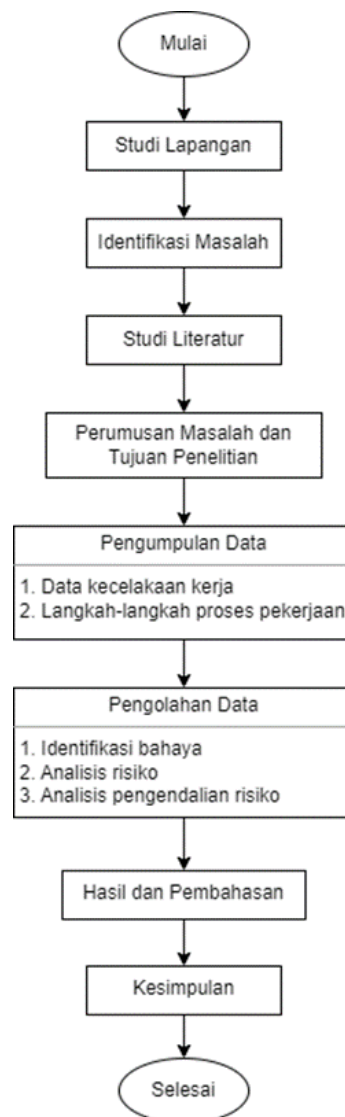 Mulai
Studi Lapangan
Identifikasi Masalah
Studi Literatur
Perumusan Masalah dan
Tujuan Penelitian
Pengumpulan Data
1. Data kecelakaan kerja
2. Langkah-langkah proses pekerjaan
Pengolahan Data
1. Identifikasi bahaya
2. Analisis risiko
3. Analisis pengendalian risiko
Hasil dan Pembahasan
Kesimpulan
Selesai